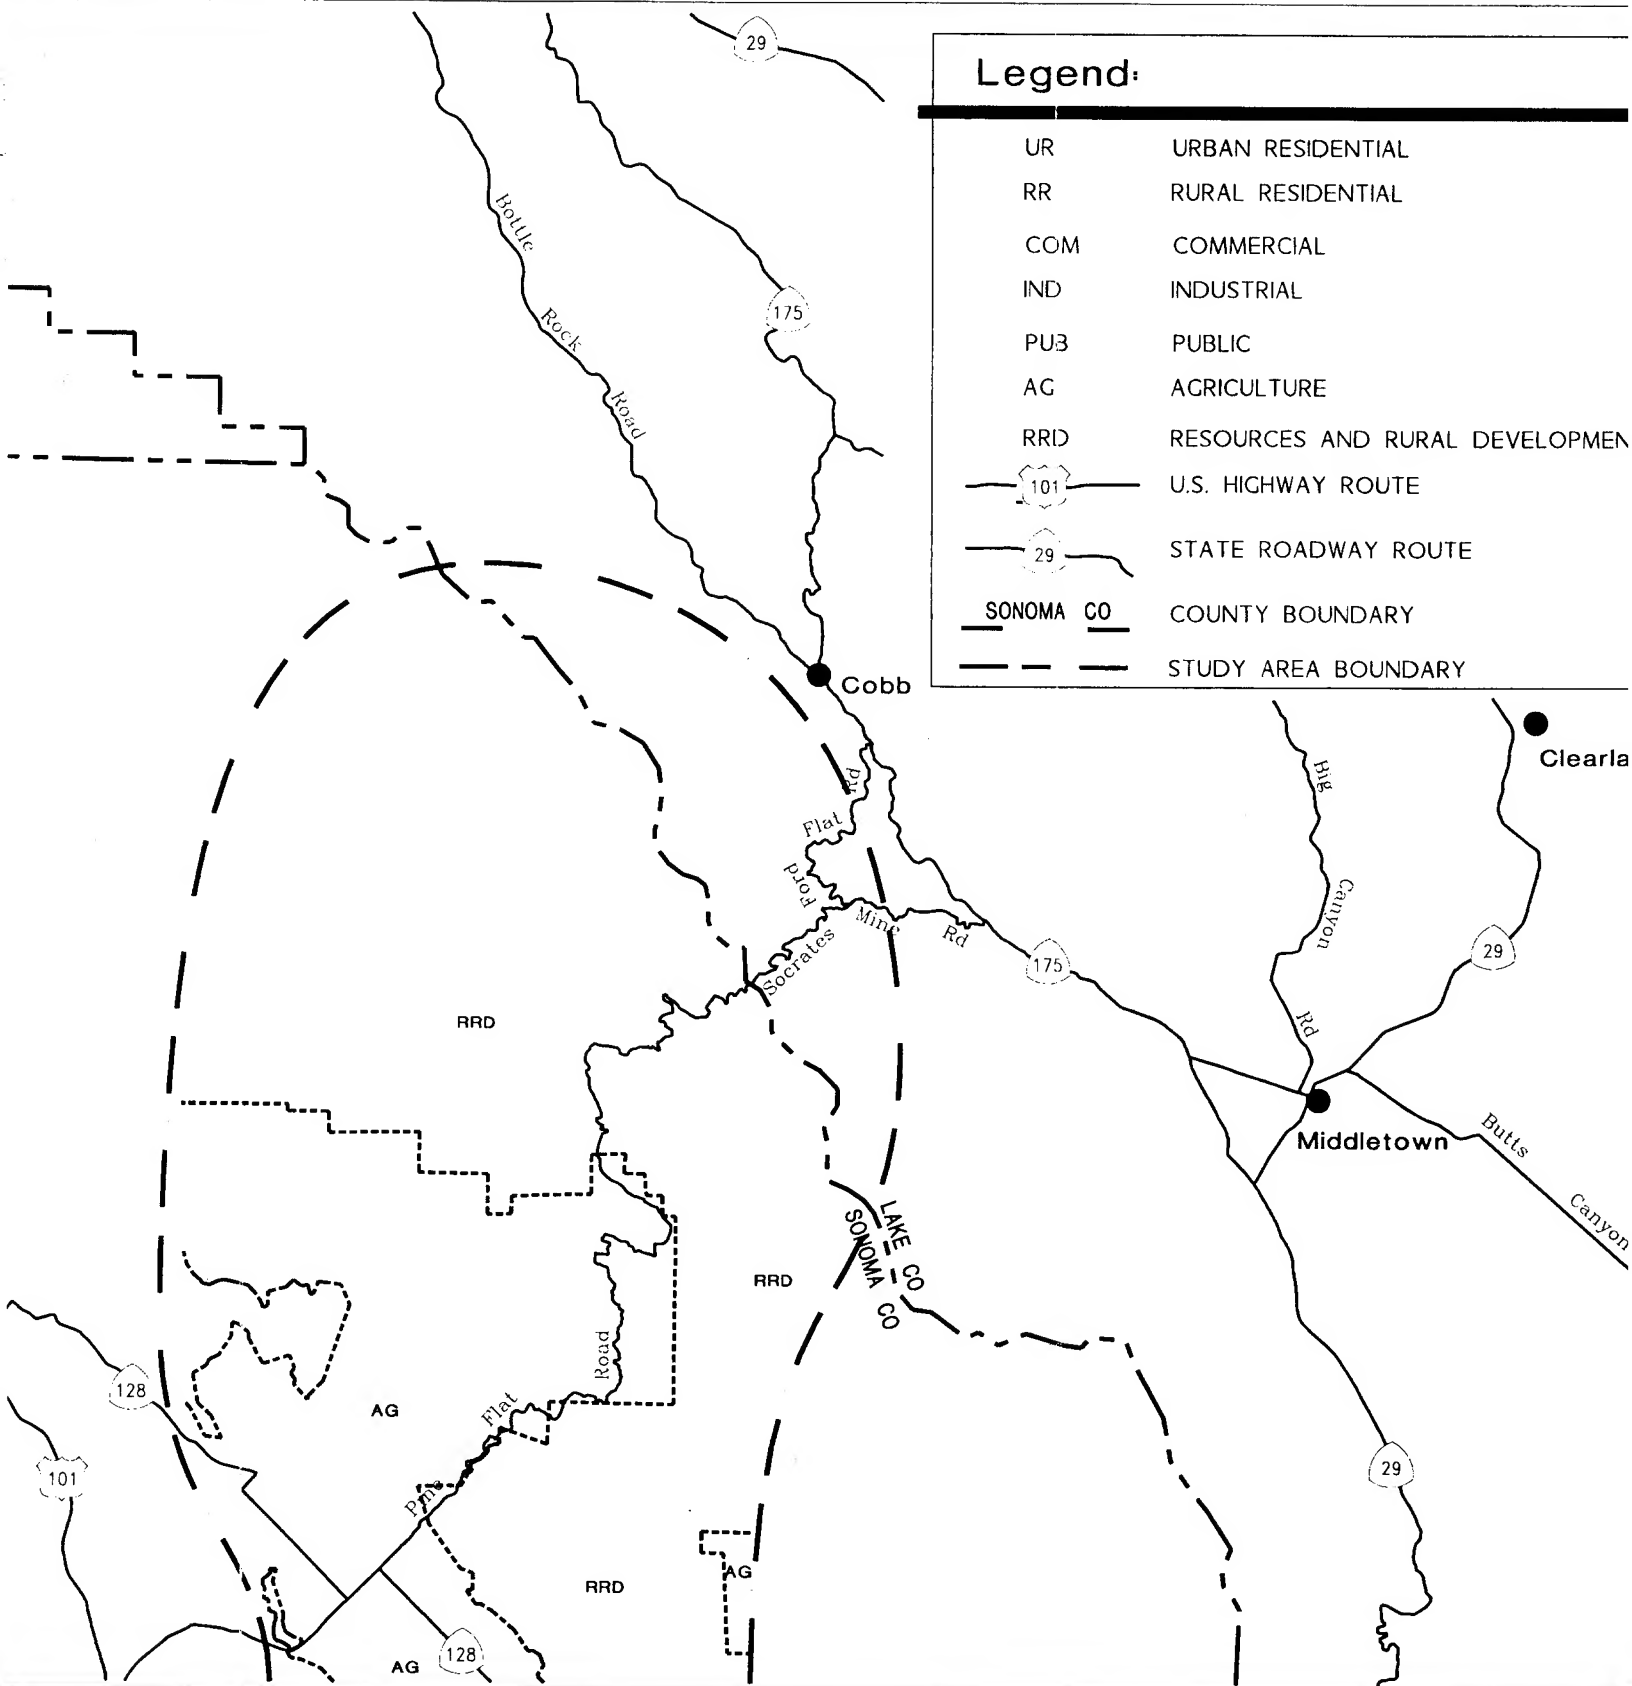 29
Legend:
UR URBAN RESIDENTIAL
RR RURAL RESIDENTIAL
COM COMMERCIAL
IND INDUSTRIAL
PUB PUBLIC
AG AGRICULTURE
RRD RESOURCES AND RURAL DEVELOPMEN
101 U.S. HIGHWAY ROUTE
29 STATE ROADWAY ROUTE
SONOMA CO COUNTY BOUNDARY
STUDY AREA BOUNDARY
Bottle
Rock
Road
175
Cobb
Clearla
Big
Canyon
Rd
Ford
Flat
Rd
Socrates
Mine
Rd
175
29
RRD
Middletown
Butts
Canyon
LAKE CO
SONOMA CO
RRD
128
AG
Pine
Flat
Road
101
29
AG
RRD
128
AG